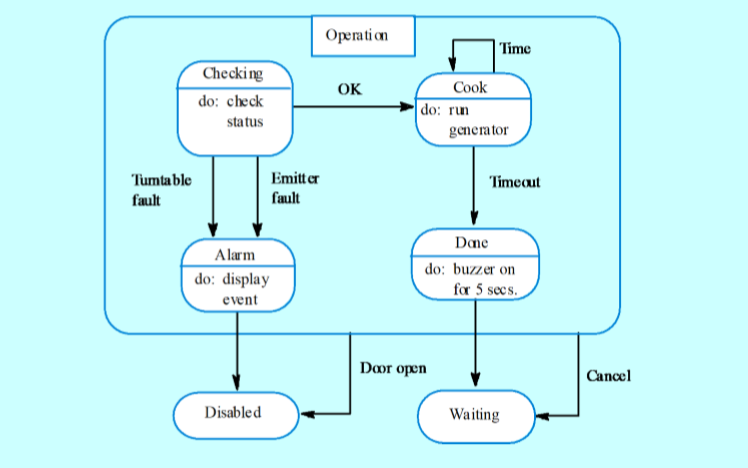 Operation
Time
Checking
do: check
status
OK
Cook
do: run
generator
Turntable
fault
Emitter
fault
Timeout
Alarm
do: display
event
Done
do: buzzer on
for 5 secs.
Door open
Cancel
Disabled
Waiting